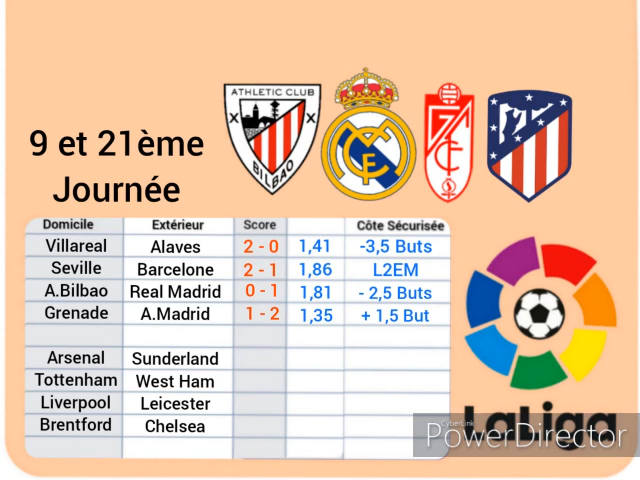 ATHLETIC CLUB
BILBAO
9 et 21ème
Journée
Domicile Extérieur Score Côte Sécurisée
Villareal Alaves 2 - 0 1,41 -3,5 Buts
Seville Barcelone 2 - 1 1,86 L2EM
A.Bilbao Real Madrid 0 - 1 1,81 - 2,5 Buts
Grenade A.Madrid 1 - 2 1,35 + 1,5 But
Arsenal Sunderland
Tottenham West Ham
Liverpool Leicester
Brentford Chelsea
LaLiga
CyberLink
PowerDirector